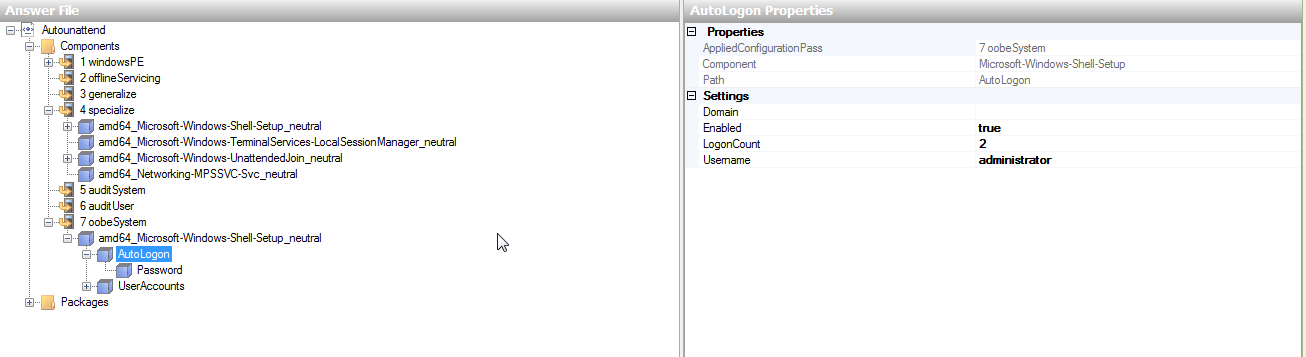 Answer File
Autounattend
Components
1 windowsPE
2 offlineServicing
3 generalize
4 specialize
amd64_Microsoft-Windows-Shell-Setup_neutral
amd64_Microsoft-Windows-TerminalServices-LocalSessionManager_neutral
amd64_Microsoft-Windows-UnattendedJoin_neutral
amd64_Networking-MPSSVC-Svc_neutral
5 auditSystem
6 auditUser
7 oobeSystem
amd64_Microsoft-Windows-Shell-Setup_neutral
AutoLogon
Password
UserAccounts
Packages
AutoLogon Properties
Properties
AppliedConfigurationPass 7 oobeSystem
Component Microsoft-Windows-Shell-Setup
Path AutoLogon
Settings
Domain
Enabled true
LogonCount 2
Username administrator